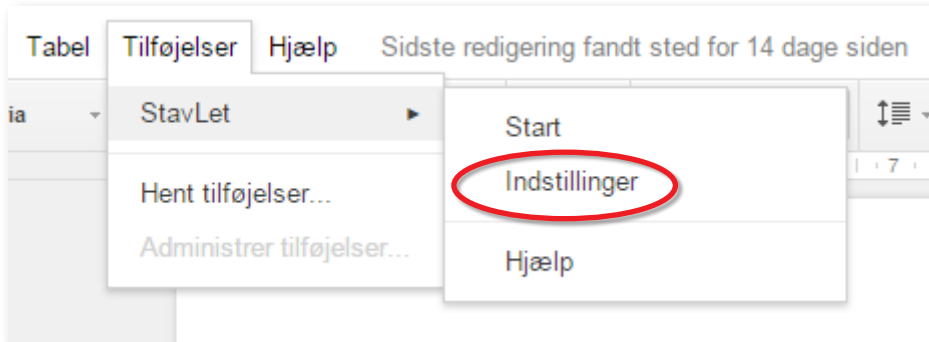 Tabel Tilføjelser Hjælp Sidste redigering fandt sted for 14 dage siden
ia
StavLet
Start
7
Indstillinger
Hent tilføjelser...
Administrer tilføjelser...
Hjælp